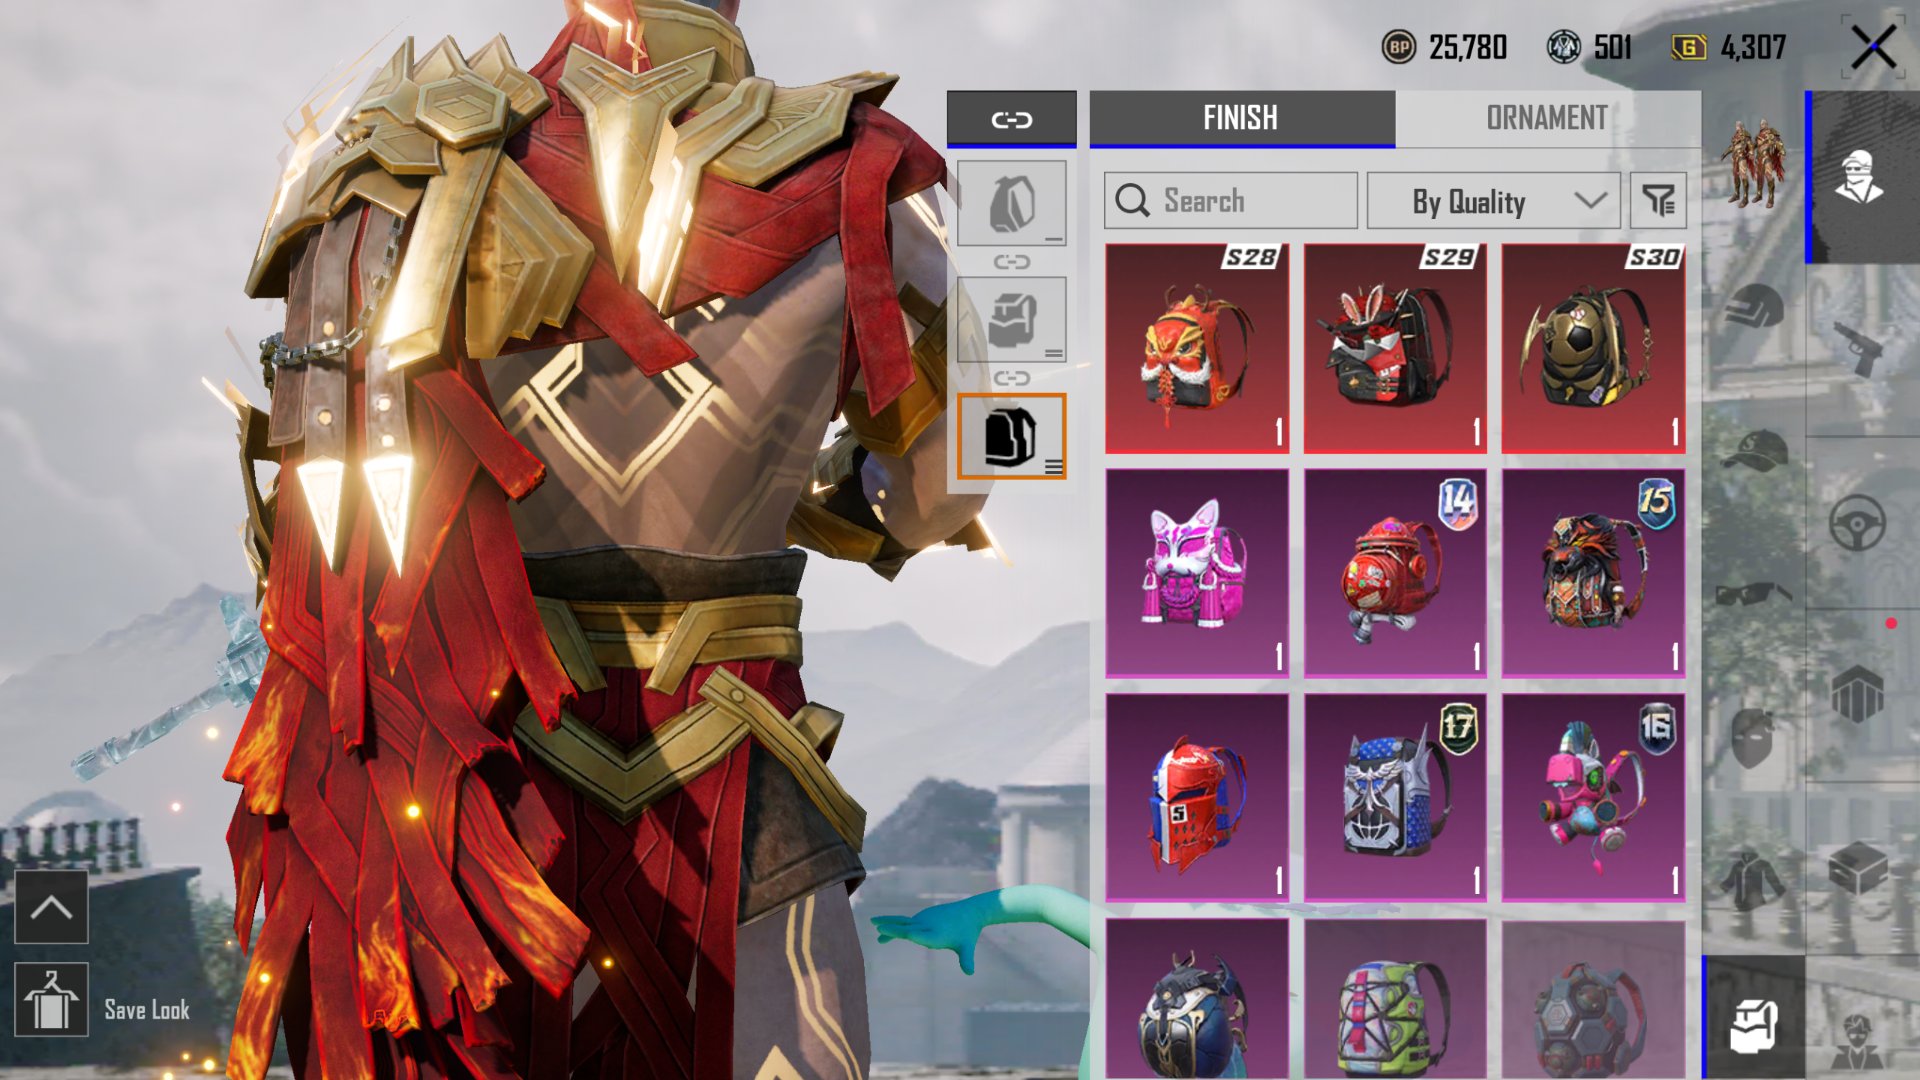 BP 25,780 501 G 4,307
FINISH ORNAMENT
Search By Quality
S28 S29 S30
1 1 1
14 15
1 1 1
17 16
S
1 1 1
Save Look